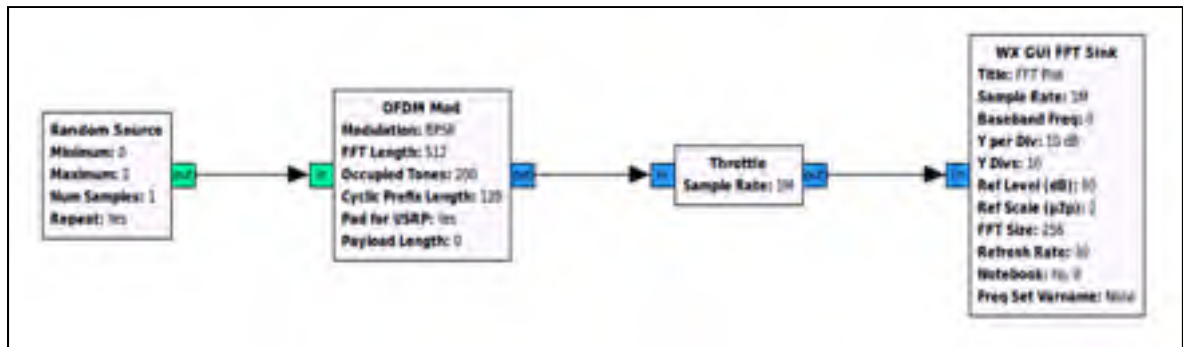 Random Source
Minimum: 0
Maximum:
Num Samples: 1
Repeat: Yes
out
in
OFDM Mod
Modulation: BPSK
FFT Length: 512
Occupied Tones: 200
Cyclic Prefix Length: 128
Pad for USRP: Yes
Payload Length: 0
out
in
Throttle
Sample Rate: 1M
out
in
WX GUI FFT Sink
Title: FFT Plot
Sample Rate: 1M
Baseband Freq: 0
Y per Div: 10 dB
Y Divs: 10
Ref Level (dB):
Ref Scale (p2p): 2
FFT Size: 256
Refresh Rate: 30
Notebook: No, 0
Freq Set Varname: None